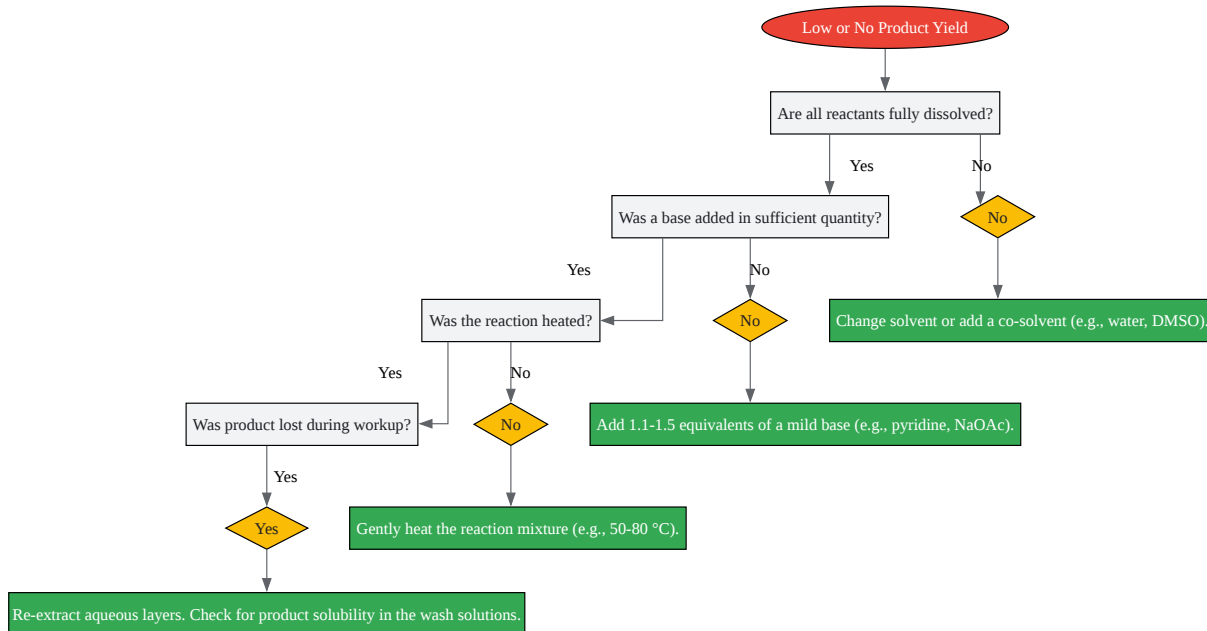 Low or No Product Yield
Are all reactants fully dissolved?
Yes
No
Was a base added in sufficient quantity?
No
Yes
No
Was the reaction heated?
No
Change solvent or add a co-solvent (e.g., water, DMSO).
Yes
No
Was product lost during workup?
No
Add 1.1-1.5 equivalents of a mild base (e.g., pyridine, NaOAc).
Yes
Yes
Gently heat the reaction mixture (e.g., 50-80 °C).
Re-extract aqueous layers. Check for product solubility in the wash solutions.